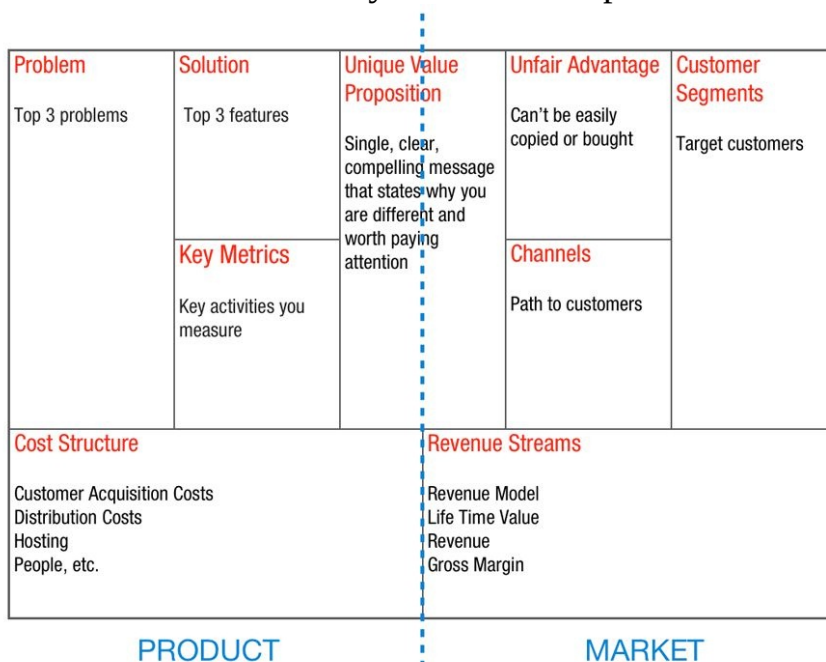 Problem
Top 3 problems
Solution
Top 3 features
Key Metrics
Key activities you
measure
Unique Value
Proposition
Single, clear,
compelling message
that states why you
are different and
worth paying
attention
Unfair Advantage
Can't be easily
copied or bought
Channels
Path to customers
Customer
Segments
Target customers
Cost Structure
Customer Acquisition Costs
Distribution Costs
Hosting
People, etc.
Revenue Streams
Revenue Model
Life Time Value
Revenue
Gross Margin
PRODUCT
MARKET